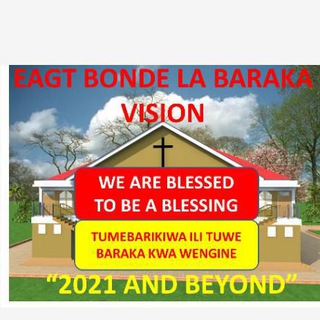 EAGT BONDE LA BARAKA
VISION
WE ARE BLESSED
TO BE A BLESSING
TUMEBARIKIWA ILI TUWE
BARAKA KWA WENGINE
“2021 AND BEYOND”